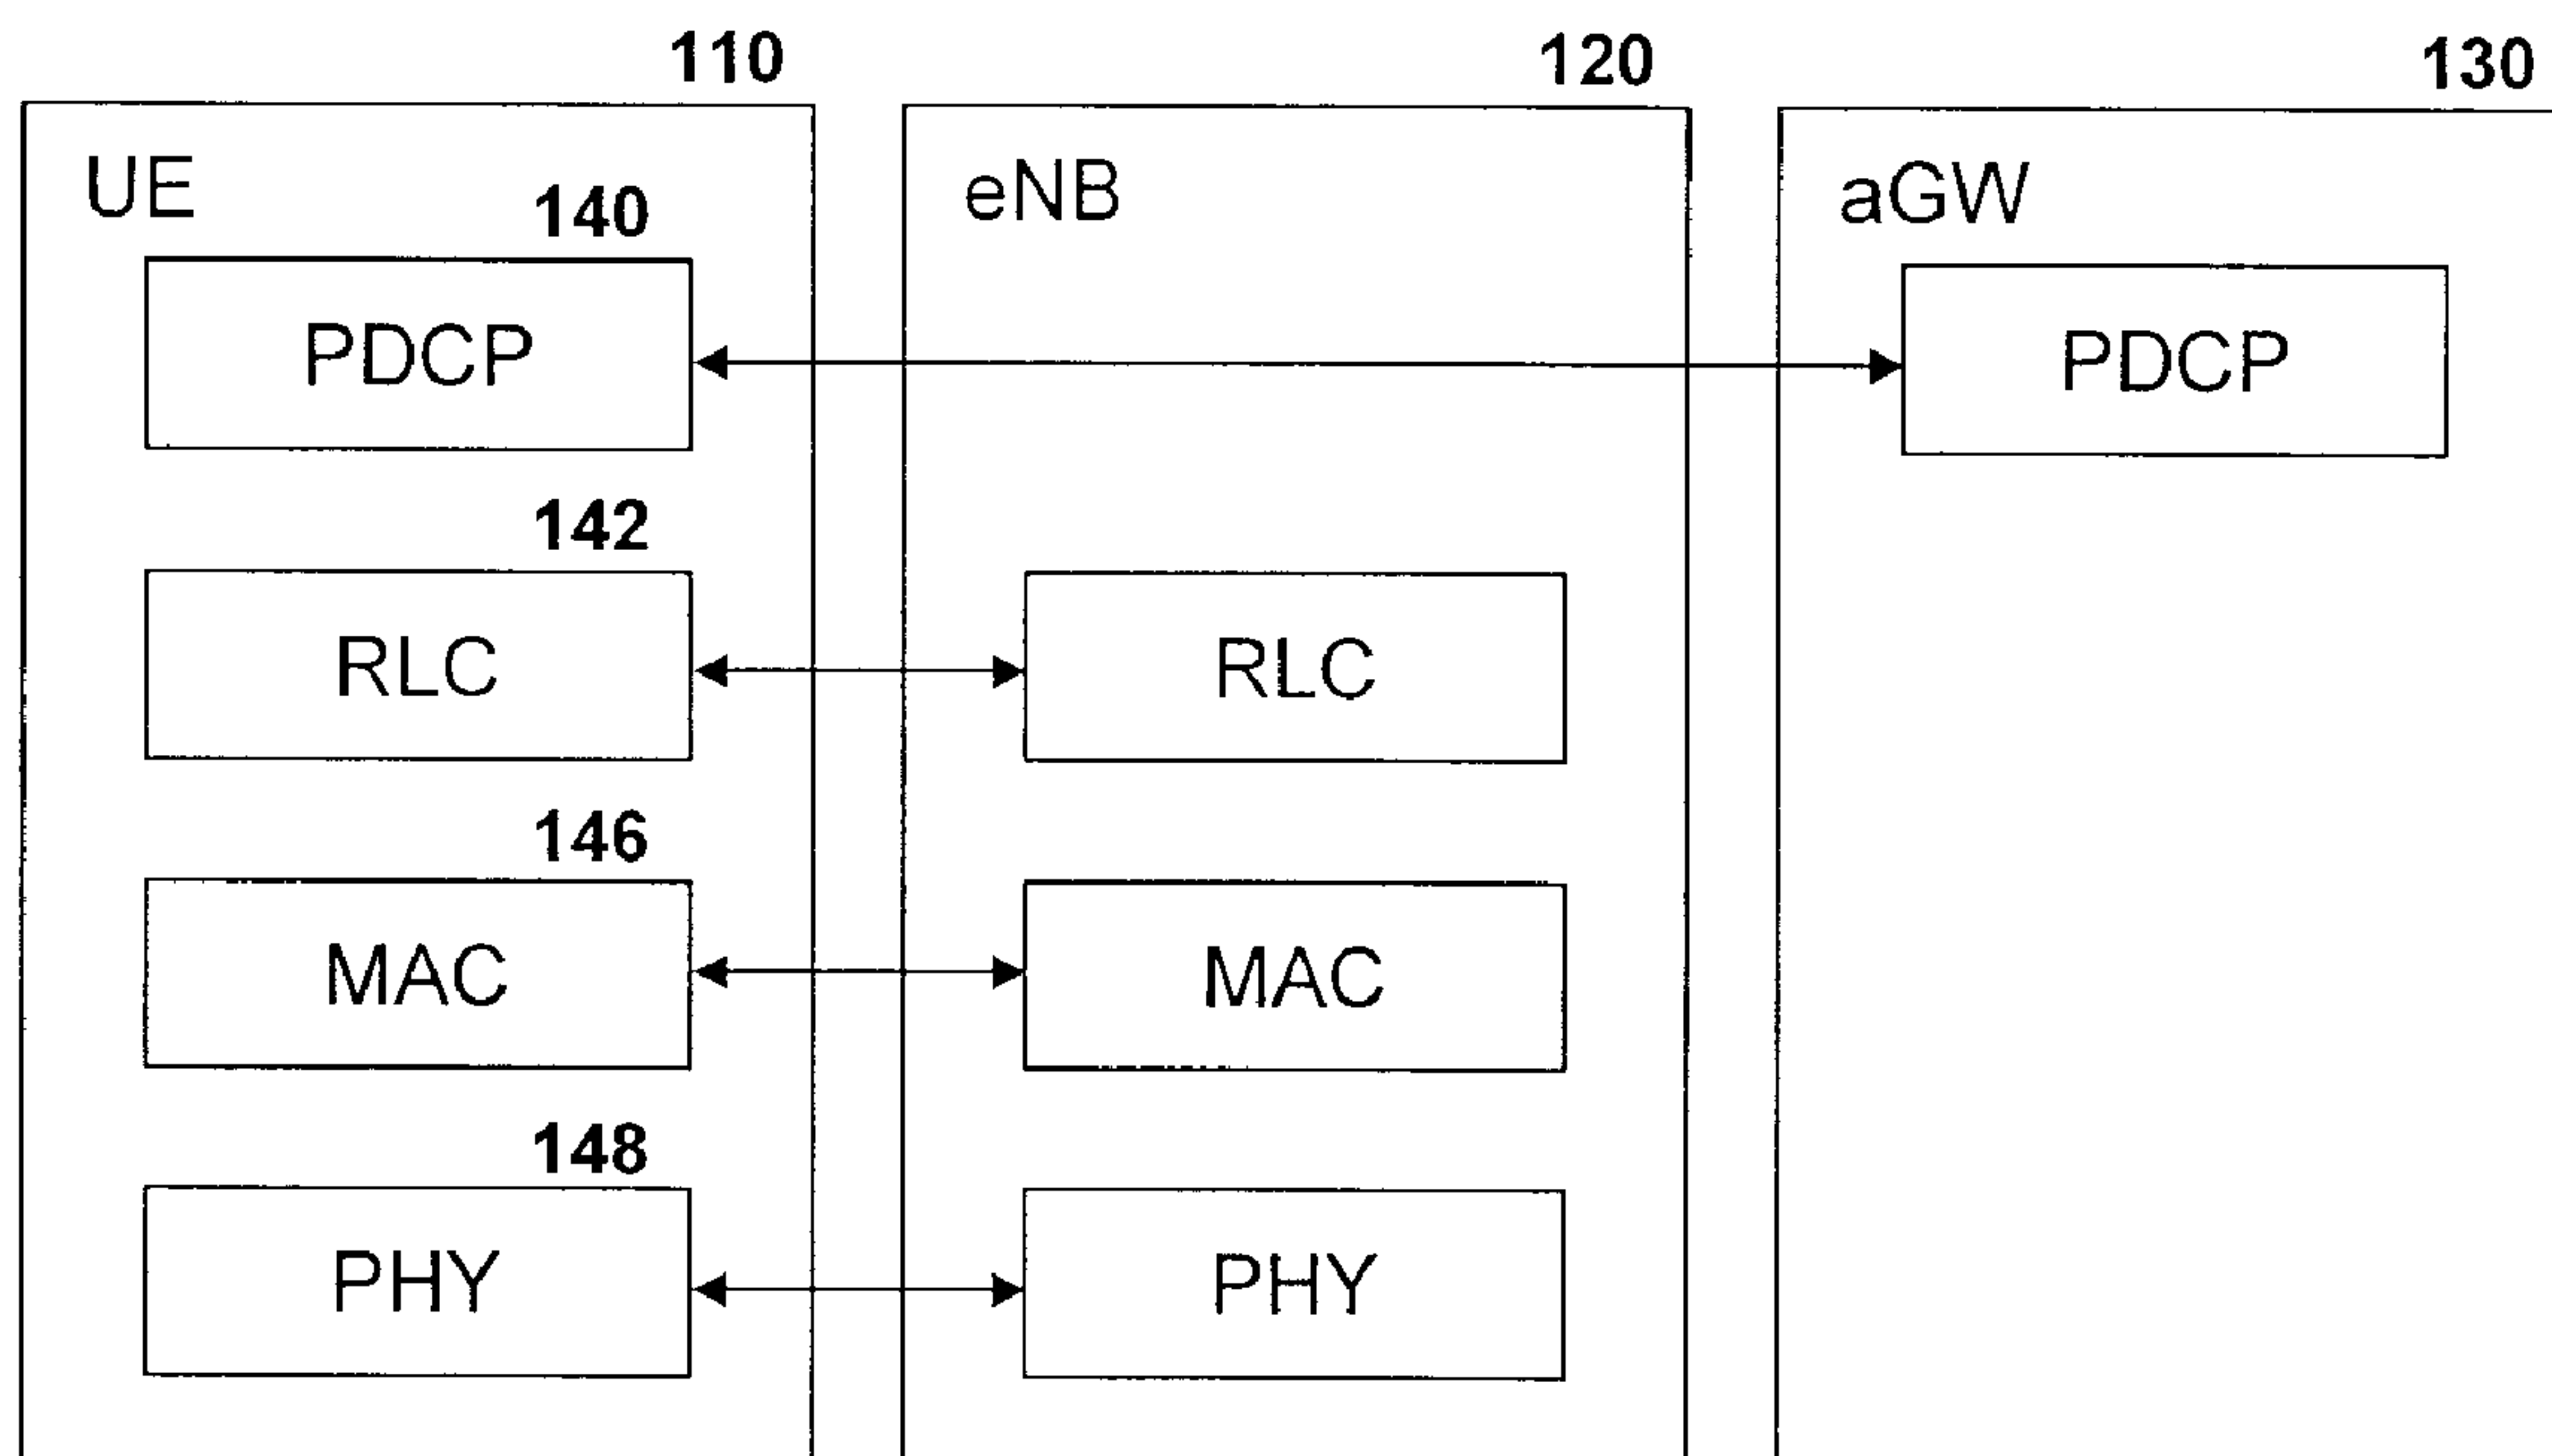 110 120 130
UE eNB aGW
140
PDCP PDCP
142
RLC RLC
146
MAC MAC
148
PHY PHY